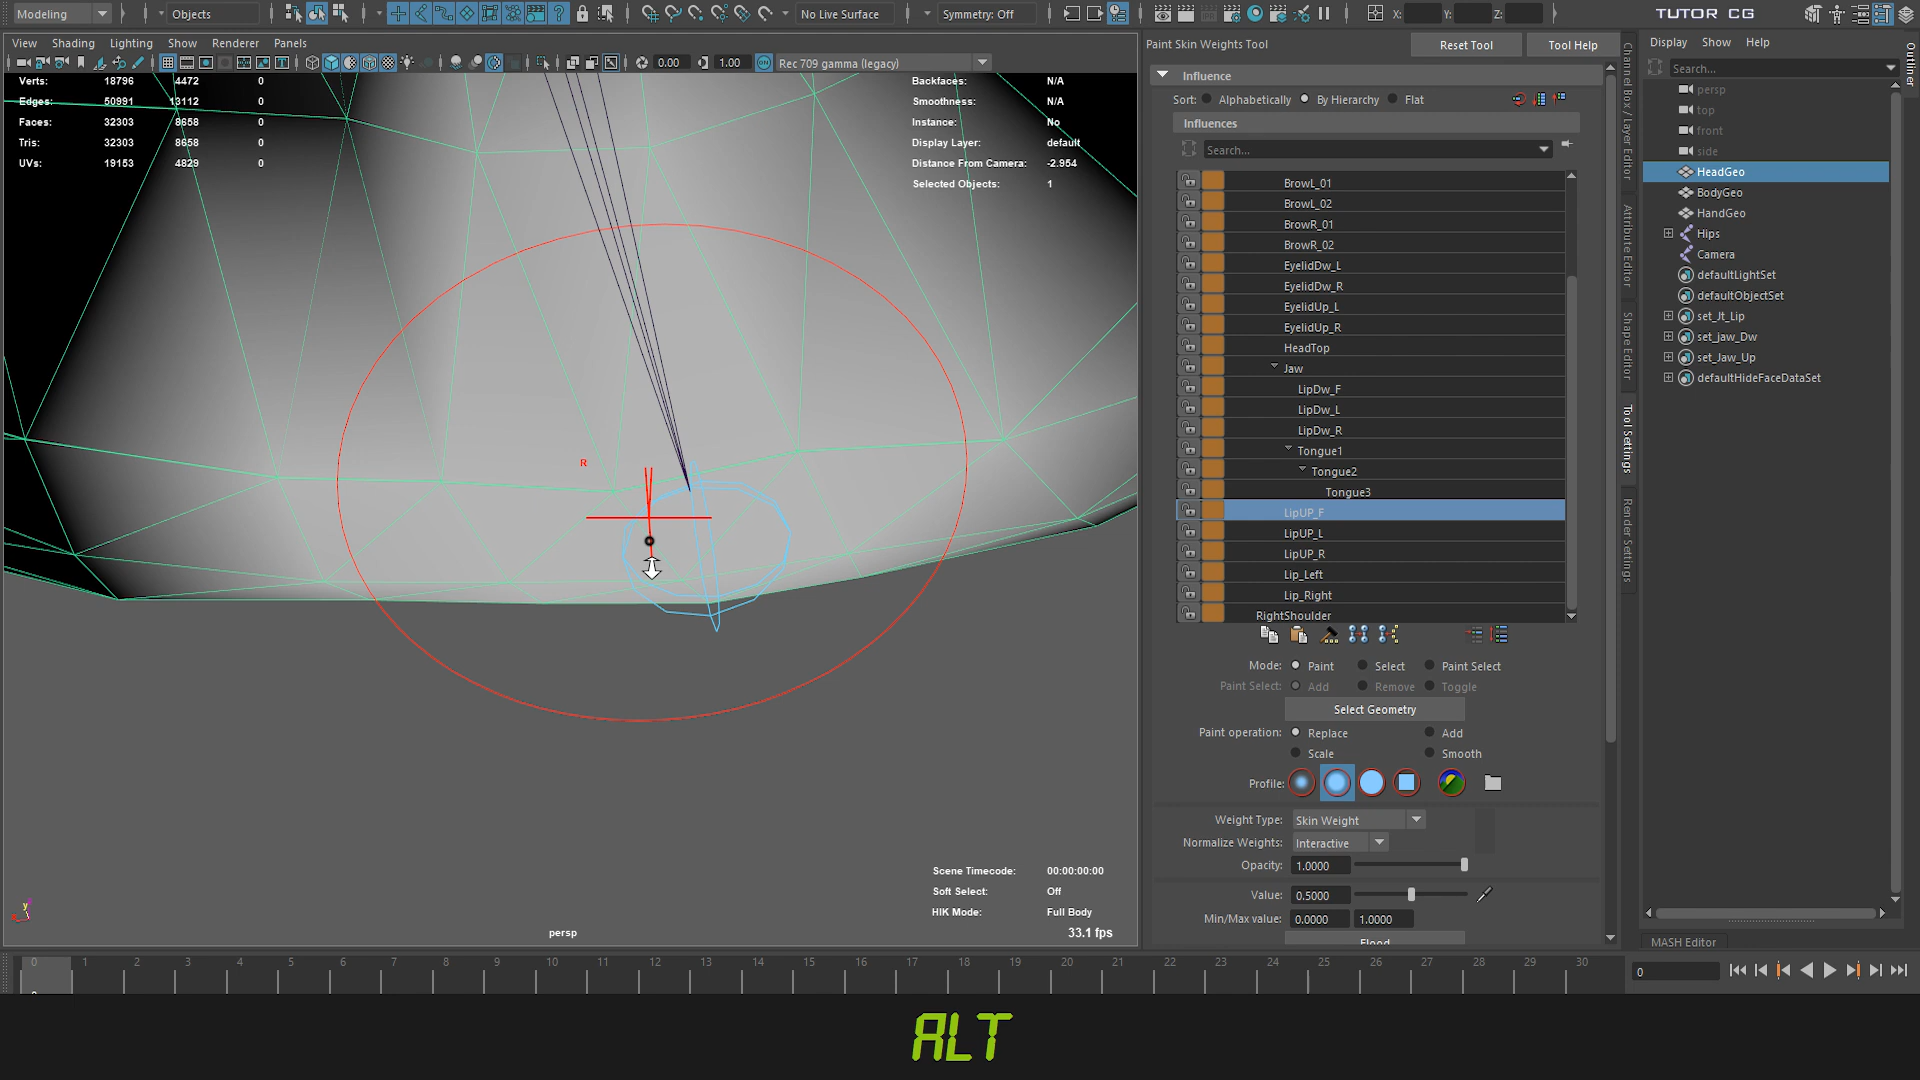 Modeling
Objects
No Live Surface
Symmetry: Off
X:
Y:
Z:
TUTOR CG
View Shading Lighting Show Renderer Panels
0.00
1.00
ON
Rec 709 gamma (legacy)
Verts: 18796 4472 0
Edges: 50991 13112 0
Faces: 32303 8658 0
Tris: 32303 8658 0
UVs: 19153 4829 0
Backfaces: N/A
Smoothness: N/A
Instance: No
Display Layer: default
Distance From Camera: -2.954
Selected Objects: 1
R
Scene Timecode: 00:00:00:00
Soft Select: Off
HIK Mode: Full Body
33.1 fps
persp
y
Paint Skin Weights Tool
Reset Tool
Tool Help
Influence
Sort: Alphabetically By Hierarchy Flat
Influences
Search...
BrowL_01
BrowL_02
BrowR_01
BrowR_02
EyelidDw_L
EyelidDw_R
EyelidUp_L
EyelidUp_R
HeadTop
Jaw
LipDw_F
LipDw_L
LipDw_R
Tongue1
Tongue2
Tongue3
LipUP_F
LipUP_L
LipUP_R
Lip_Left
Lip_Right
RightShoulder
Mode: Paint Select Paint Select
Paint Select: Add Remove Toggle
Select Geometry
Paint operation: Replace Add
Scale Smooth
Profile:
Weight Type: Skin Weight
Normalize Weights: Interactive
Opacity: 1.0000
Value: 0.5000
Min/Max value: 0.0000 1.0000
Flood
Channel Box / Layer Editor
Attribute Editor
Shape Editor
Tool Settings
Render Settings
Display Show Help
Search...
persp
top
front
side
HeadGeo
BodyGeo
HandGeo
Hips
Camera
defaultLightSet
defaultObjectSet
set_Jt_Lip
set_jaw_Dw
set_Jaw_Up
defaultHideFaceDataSet
Outliner
MASH Editor
0 1 2 3 4 5 6 7 8 9 10 11 12 13 14 15 16 17 18 19 20 21 22 23 24 25 26 27 28 29 30
0
0
ALT